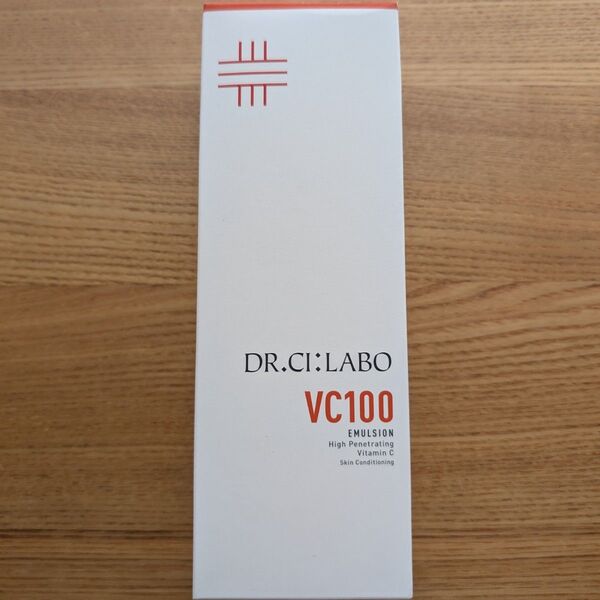 DR.CI:LABO
VC100
EMULSION
High Penetrating
Vitamin C
Skin Conditioning